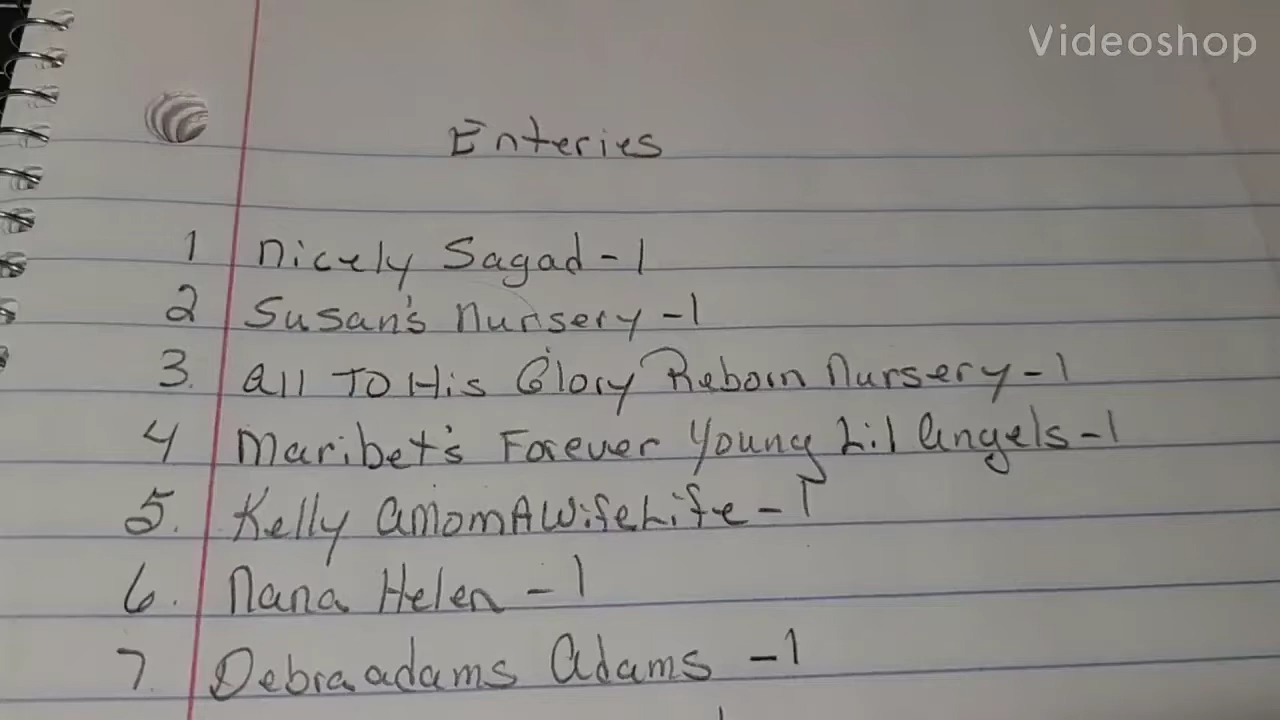 Videoshop
Enteries
1 Nicely Sagad - 1
2 Susan's Nursery - 1
3. All To His Glory Reborn Nursery - 1
4 Maribet's Forever Young Lil Angels - 1
5. Kelly AMomAWifeLife - 1
6. Nana Helen - 1
7. Debraadams Adams - 1